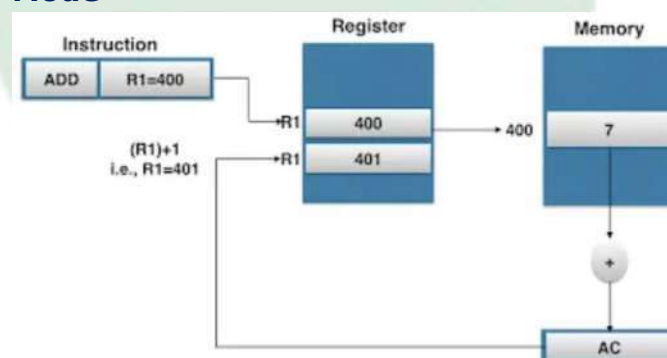 Instruction
Register
Memory
ADD
R1=400
R1
400
400
7
(R1)+1
i.e., R1=401
R1
401
+
AC